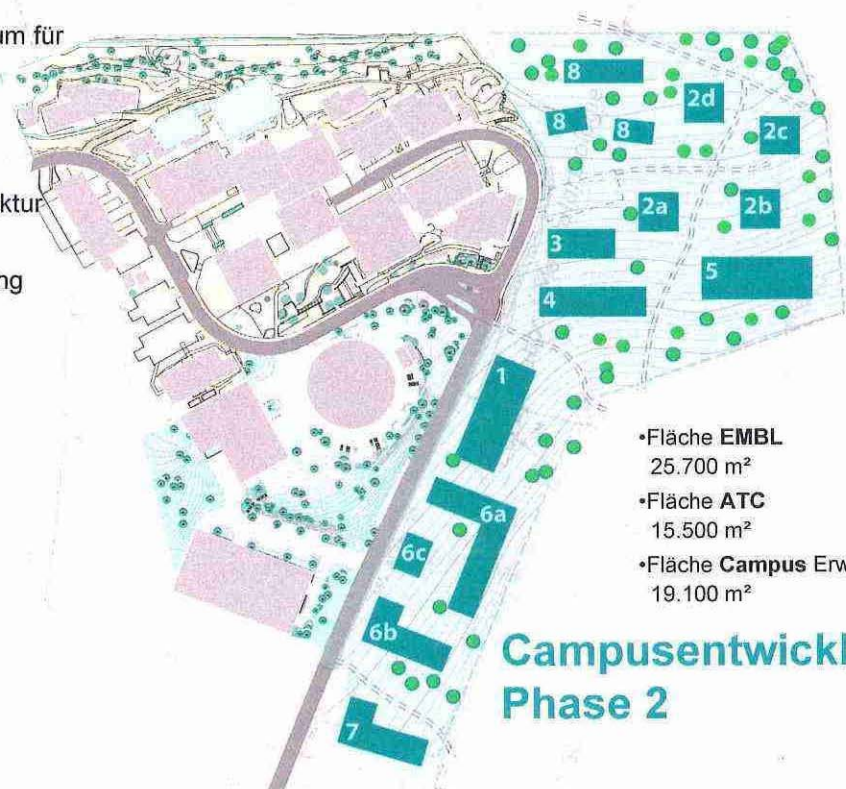 um für
ktur
ng
8
8
8
2d
2c
2a
2b
3
4
5
1
6a
6c
6b
7
•Fläche EMBL
25.700 m²
•Fläche ATC
15.500 m²
•Fläche Campus Erw
19.100 m²
Campusentwickl
Phase 2